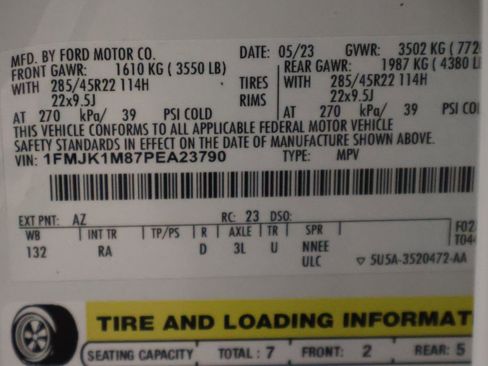 MFD. BY FORD MOTOR CO. DATE: 05/23 GVWR: 3502 KG (772
FRONT GAWR: 1610 KG (3550 LB) REAR GAWR: 1987 KG (4380 LB
WITH 285/45R22 114H TIRES WITH 285/45R22 114H
22x9.5J RIMS 22x9.5J
AT 270 kPa/ 39 PSI COLD AT 270 kPa/ 39 PSI COLD
THIS VEHICLE CONFORMS TO ALL APPLICABLE FEDERAL MOTOR VEHICLE
SAFETY STANDARDS IN EFFECT ON THE DATE OF MANUFACTURE SHOWN ABOVE.
VIN: 1FMJK1M87PEA23790 TYPE: MPV
EXT PNT: AZ RC: 23 DSO:
WB INT TR TP/PS R AXLE TR SPR
132 RA D 3L U NNEE
ULC ▽ 5U5A-3520472-AA
F02
T04
TIRE AND LOADING INFORMAT
SEATING CAPACITY TOTAL : 7 FRONT: 2 REAR: 5